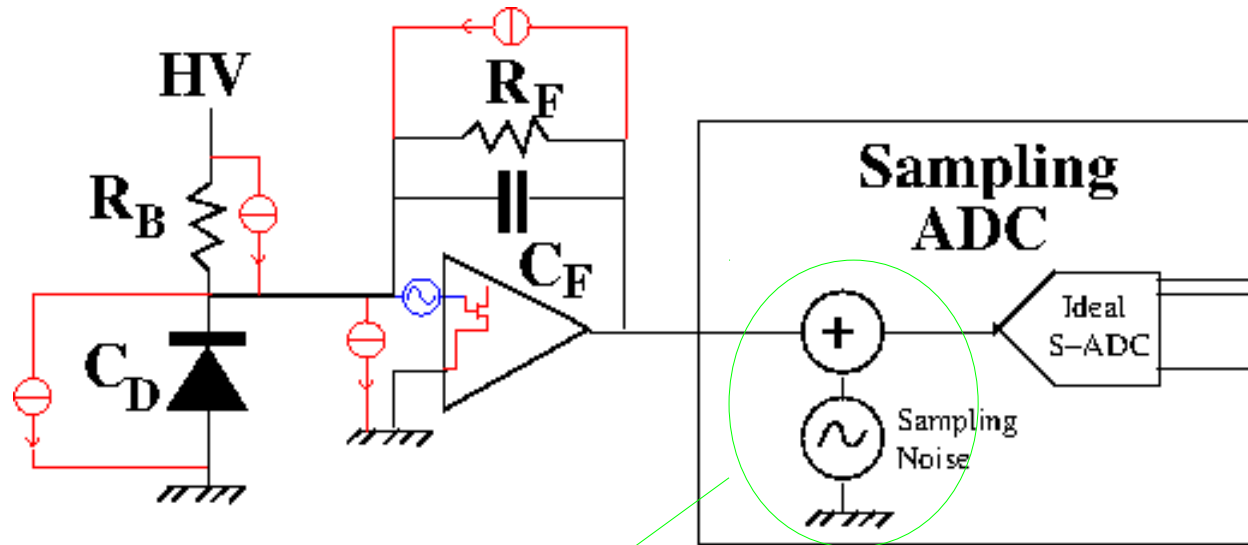 HV
R_F
R_B
C_F
C_D
Sampling
ADC
+
Ideal
S-ADC
Sampling
Noise